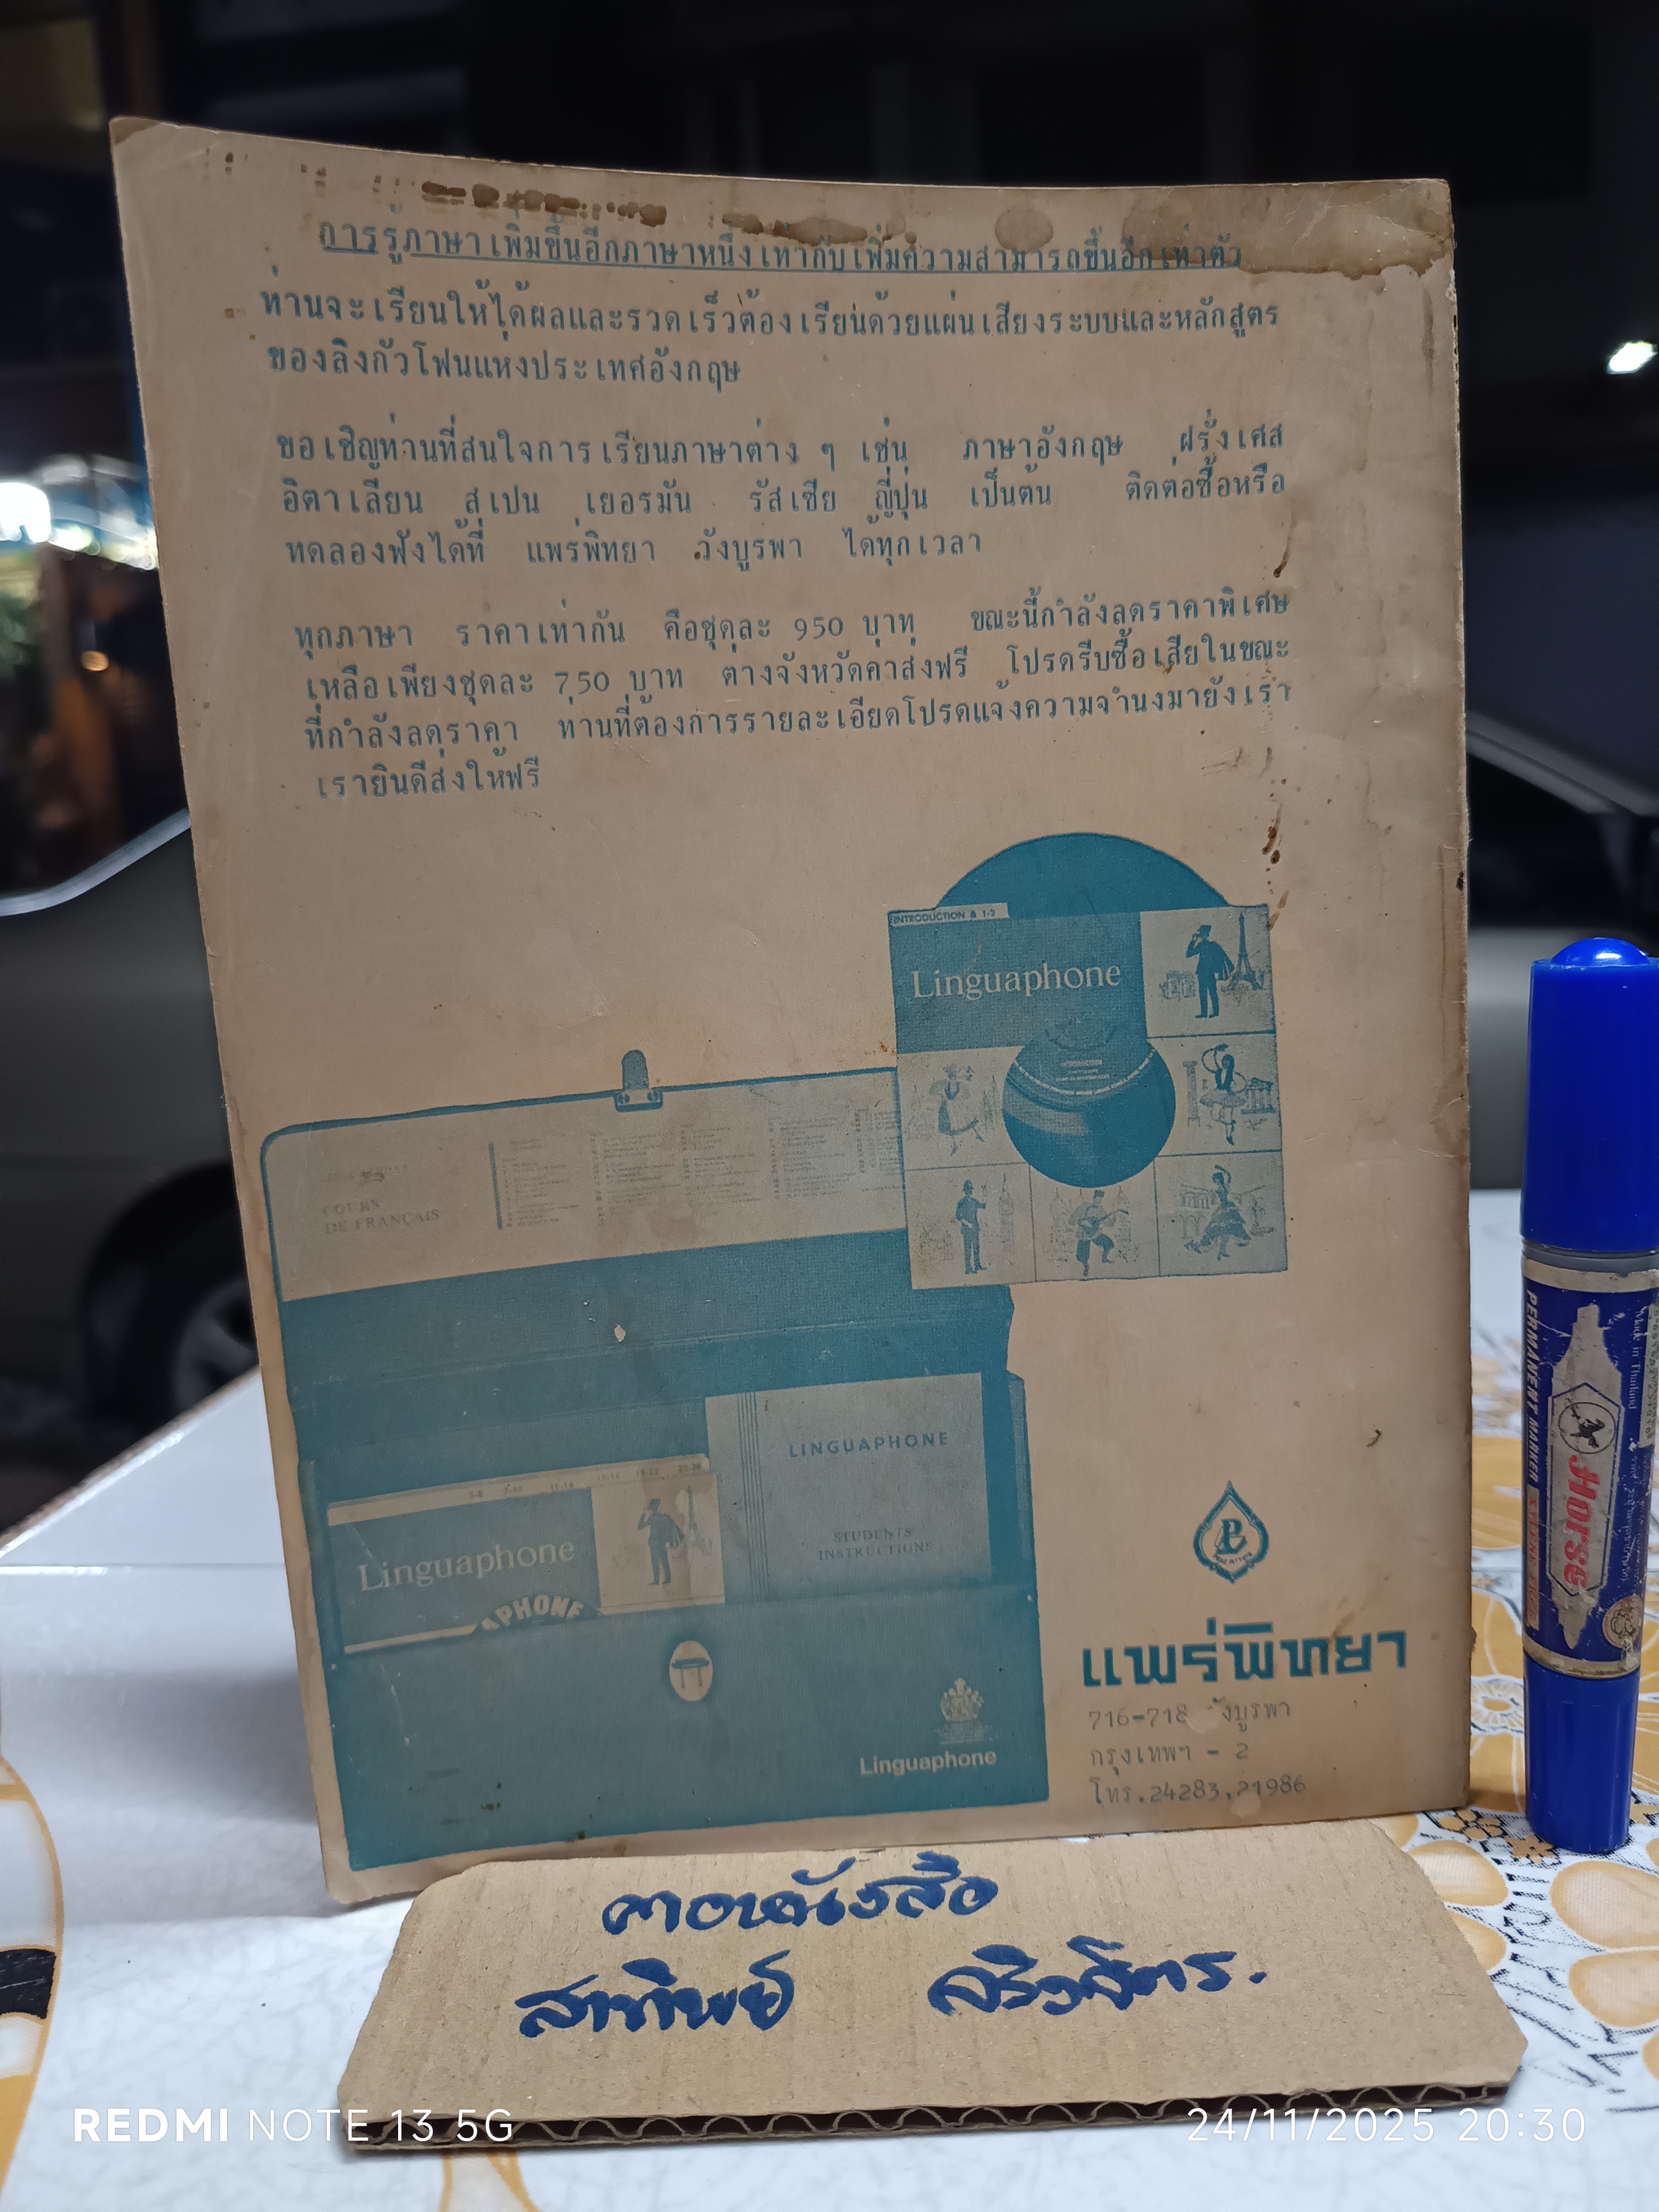 การรู้ภาษาเพิ่มขึ้นอีกภาษาหนึ่งเท่ากับเพิ่มความสามารถขึ้นอีกเท่าตัว
ท่านจะเรียนให้ได้ผลและรวดเร็วต้องเรียนด้วยแผ่นเสียงระบบและหลักสูตร
ของลิงกัวโฟนแห่งประเทศอังกฤษ
ขอเชิญท่านที่สนใจการเรียนภาษาต่าง ๆ เช่น ภาษาอังกฤษ ฝรั่งเศส
อิตาเลียน สเปน เยอรมัน รัสเซีย ญี่ปุ่น เป็นต้น ติดต่อซื้อหรือ
ทดลองฟังได้ที่ แพร่พิทยา วังบูรพา ได้ทุกเวลา
ทุกภาษา ราคาเท่ากัน คือชุดละ 950 บาท ขณะนี้กำลังลดราคาพิเศษ
เหลือเพียงชุดละ 750 บาท ต่างจังหวัดค่าส่งฟรี โปรดรีบซื้อเสียในขณะ
ที่กำลังลดราคา ท่านที่ต้องการรายละเอียดโปรดแจ้งความจำนงมายังเรา
เรายินดีส่งให้ฟรี
INTRODUCTION & 1-2
Linguaphone
COURS
DE FRANÇAIS
LINGUAPHONE
STUDENTS'
INSTRUCTIONS
Linguaphone
APHONE
Linguaphone
แพร่พิทยา
716-718 วังบูรพา
กรุงเทพฯ - 2
โทร.24283,21986
PERMANENT MARKER
Made in Thailand
Horse
สาทิพย์
REDMI NOTE 13 5G
24/11/2025 20:30